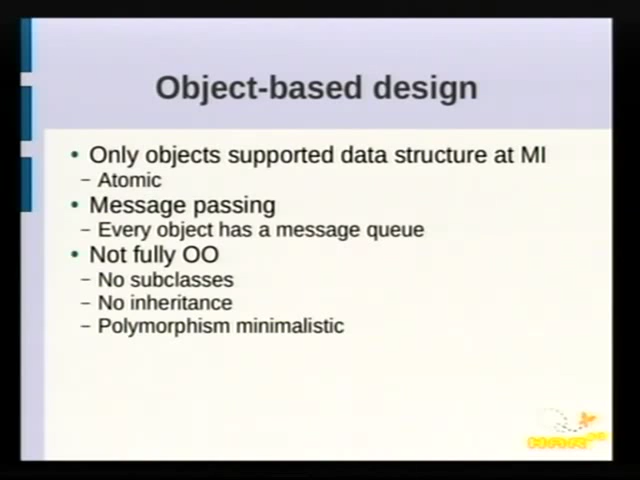 Object-based design
• Only objects supported data structure at MI
– Atomic
• Message passing
– Every object has a message queue
• Not fully OO
– No subclasses
– No inheritance
– Polymorphism minimalistic